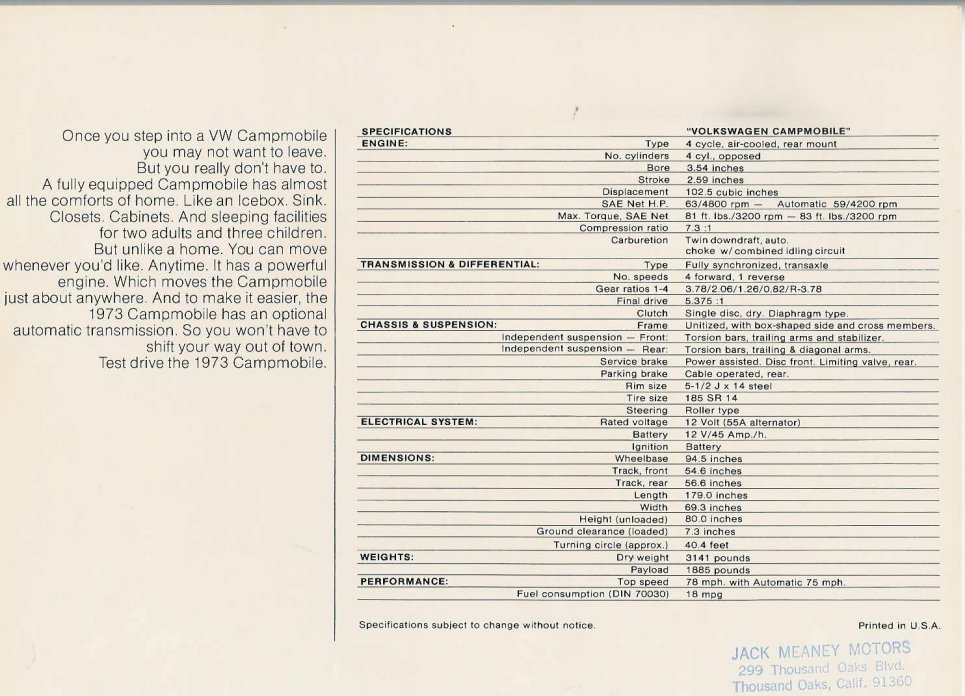 Once you step into a VW Campmobile
you may not want to leave.
But you really don't have to.
A fully equipped Campmobile has almost
all the comforts of home. Like an Icebox. Sink.
Closets. Cabinets. And sleeping facilities
for two adults and three children.
But unlike a home. You can move
whenever you'd like. Anytime. It has a powerful
engine. Which moves the Campmobile
just about anywhere. And to make it easier, the
1973 Campmobile has an optional
automatic transmission. So you won't have to
shift your way out of town.
Test drive the 1973 Campmobile.
SPECIFICATIONS "VOLKSWAGEN CAMPMOBILE"
ENGINE: Type 4 cycle, air-cooled, rear mount
No. cylinders 4 cyl., opposed
Bore 3.54 inches
Stroke 2.59 inches
Displacement 102.5 cubic inches
SAE Net H.P. 63/4800 rpm — Automatic 59/4200 rpm
Max. Torque, SAE Net 81 ft. lbs./3200 rpm — 83 ft. lbs./3200 rpm
Compression ratio 7.3 :1
Carburetion Twin downdraft, auto.
choke w/combined idling circuit
TRANSMISSION & DIFFERENTIAL: Type Fully synchronized, transaxle
No. speeds 4 forward, 1 reverse
Gear ratios 1-4 3.78/2.06/1.26/0.82/R-3.78
Final drive 5.375 :1
Clutch Single disc, dry. Diaphragm type.
CHASSIS & SUSPENSION: Frame Unitized, with box-shaped side and cross members.
Independent suspension — Front: Torsion bars, trailing arms and stabilizer.
Independent suspension — Rear: Torsion bars, trailing & diagonal arms.
Service brake Power assisted. Disc front. Limiting valve, rear.
Parking brake Cable operated, rear.
Rim size 5-1/2 J x 14 steel
Tire size 185 SR 14
Steering Roller type
ELECTRICAL SYSTEM: Rated voltage 12 Volt (55A alternator)
Battery 12 V/45 Amp./h.
Ignition Battery
DIMENSIONS: Wheelbase 94.5 inches
Track, front 54.6 inches
Track, rear 56.6 inches
Length 179.0 inches
Width 69.3 inches
Height (unloaded) 80.0 inches
Ground clearance (loaded) 7.3 inches
Turning circle (approx.) 40.4 feet
WEIGHTS: Dry weight 3141 pounds
Payload 1885 pounds
PERFORMANCE: Top speed 78 mph. with Automatic 75 mph.
Fuel consumption (DIN 70030) 18 mpg
Specifications subject to change without notice. Printed in U.S.A.
JACK MEANEY MOTORS
299 Thousand Oaks Blvd.
Thousand Oaks, Calif. 91360